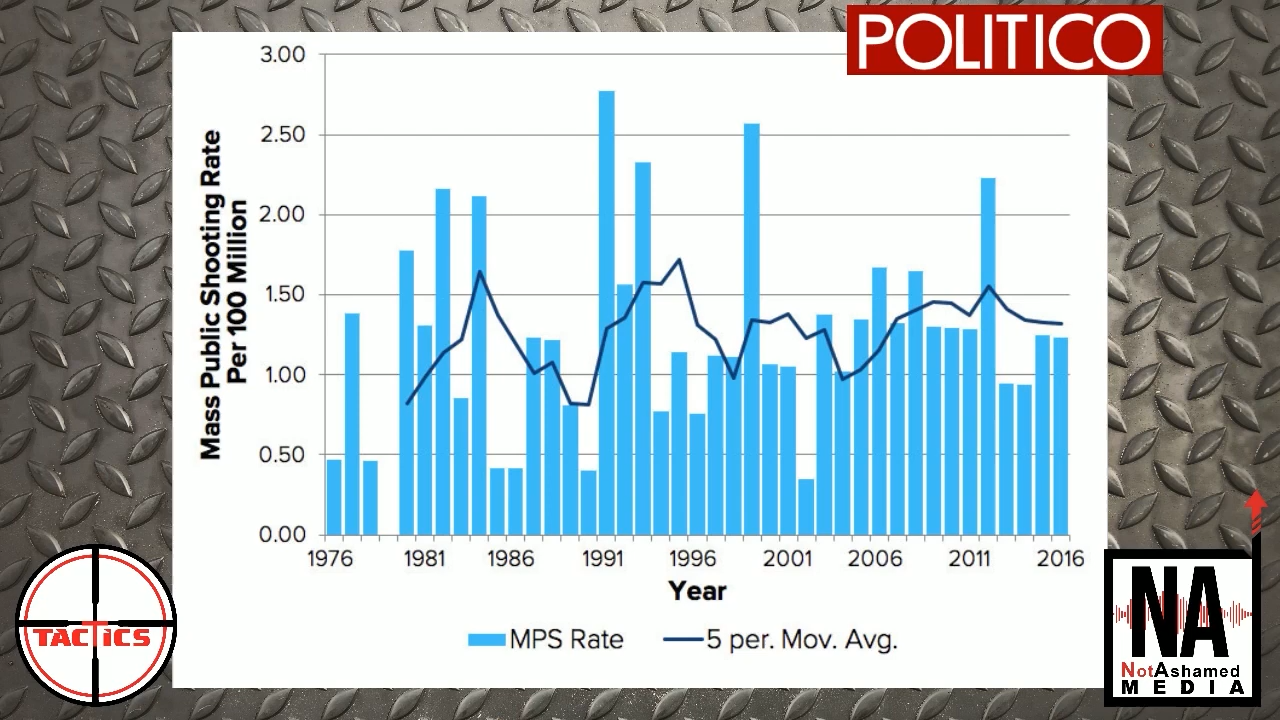 POLITICO
3.00
2.50
2.00
1.50
1.00
0.50
0.00
Mass Public Shooting Rate
Per 100 Million
1976 1981 1986 1991 1996 2001 2006 2011 2016
Year
MPS Rate 5 per. Mov. Avg.
TACTICS
NA
NotAshamed
MEDIA